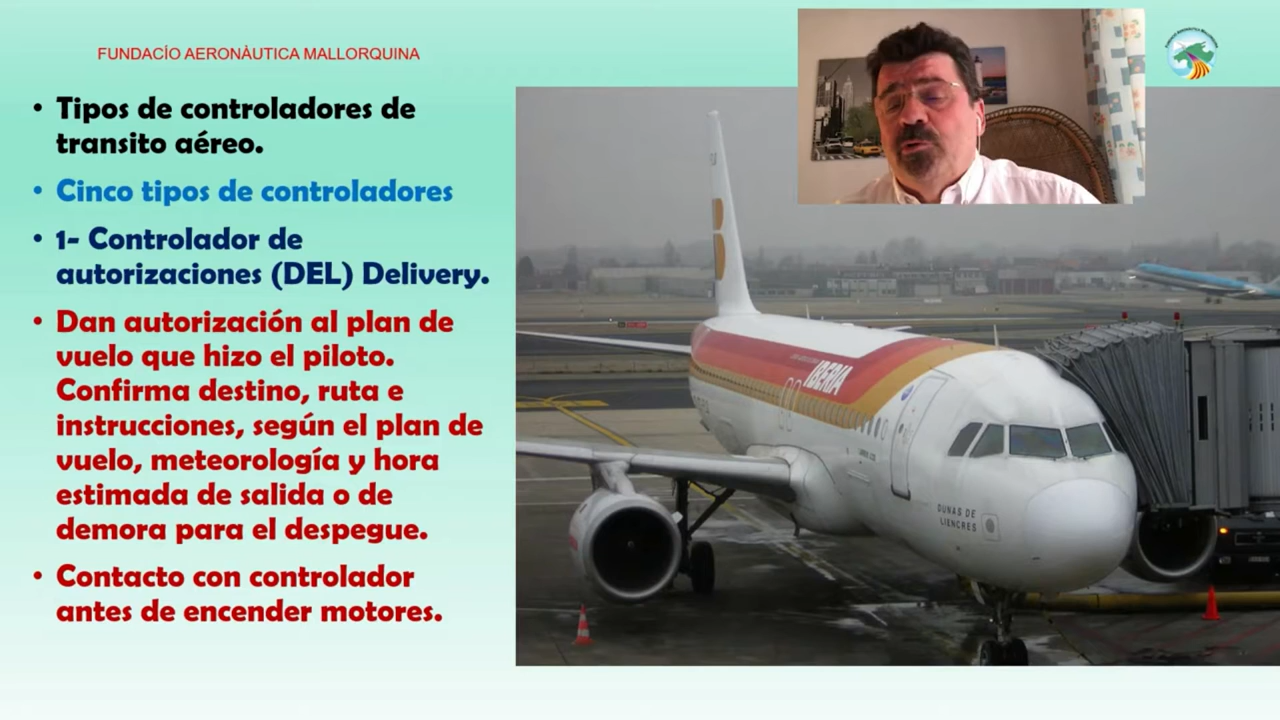 FUNDACÍO AERONÀUTICA MALLORQUINA
• Tipos de controladores de
transito aéreo.
• Cinco tipos de controladores
• 1- Controlador de
autorizaciones (DEL) Delivery.
• Dan autorización al plan de
vuelo que hizo el piloto.
Confirma destino, ruta e
instrucciones, según el plan de
vuelo, meteorología y hora
estimada de salida o de
demora para el despegue.
• Contacto con controlador
antes de encender motores.
IBERIA
DUNAS DE
LIENCRES